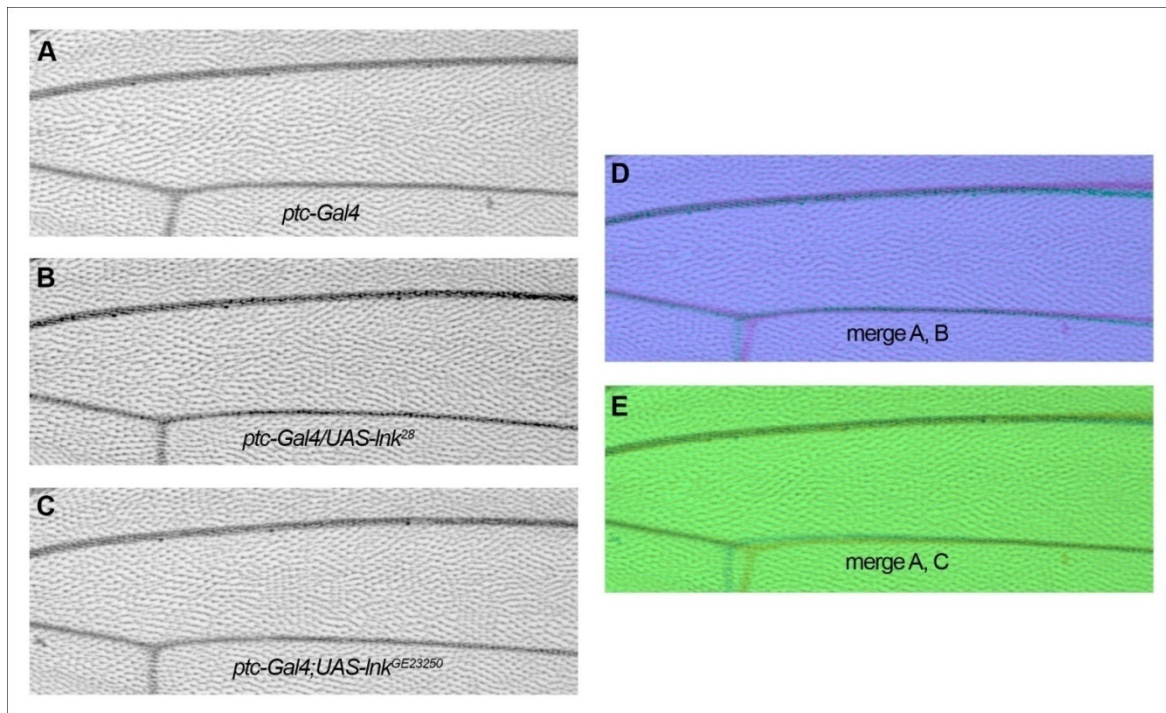 A
ptc-Gal4
B
ptc-Gal4/UAS-lnk28
C
ptc-Gal4;UAS-lnkGE23250
D
merge A, B
E
merge A, C